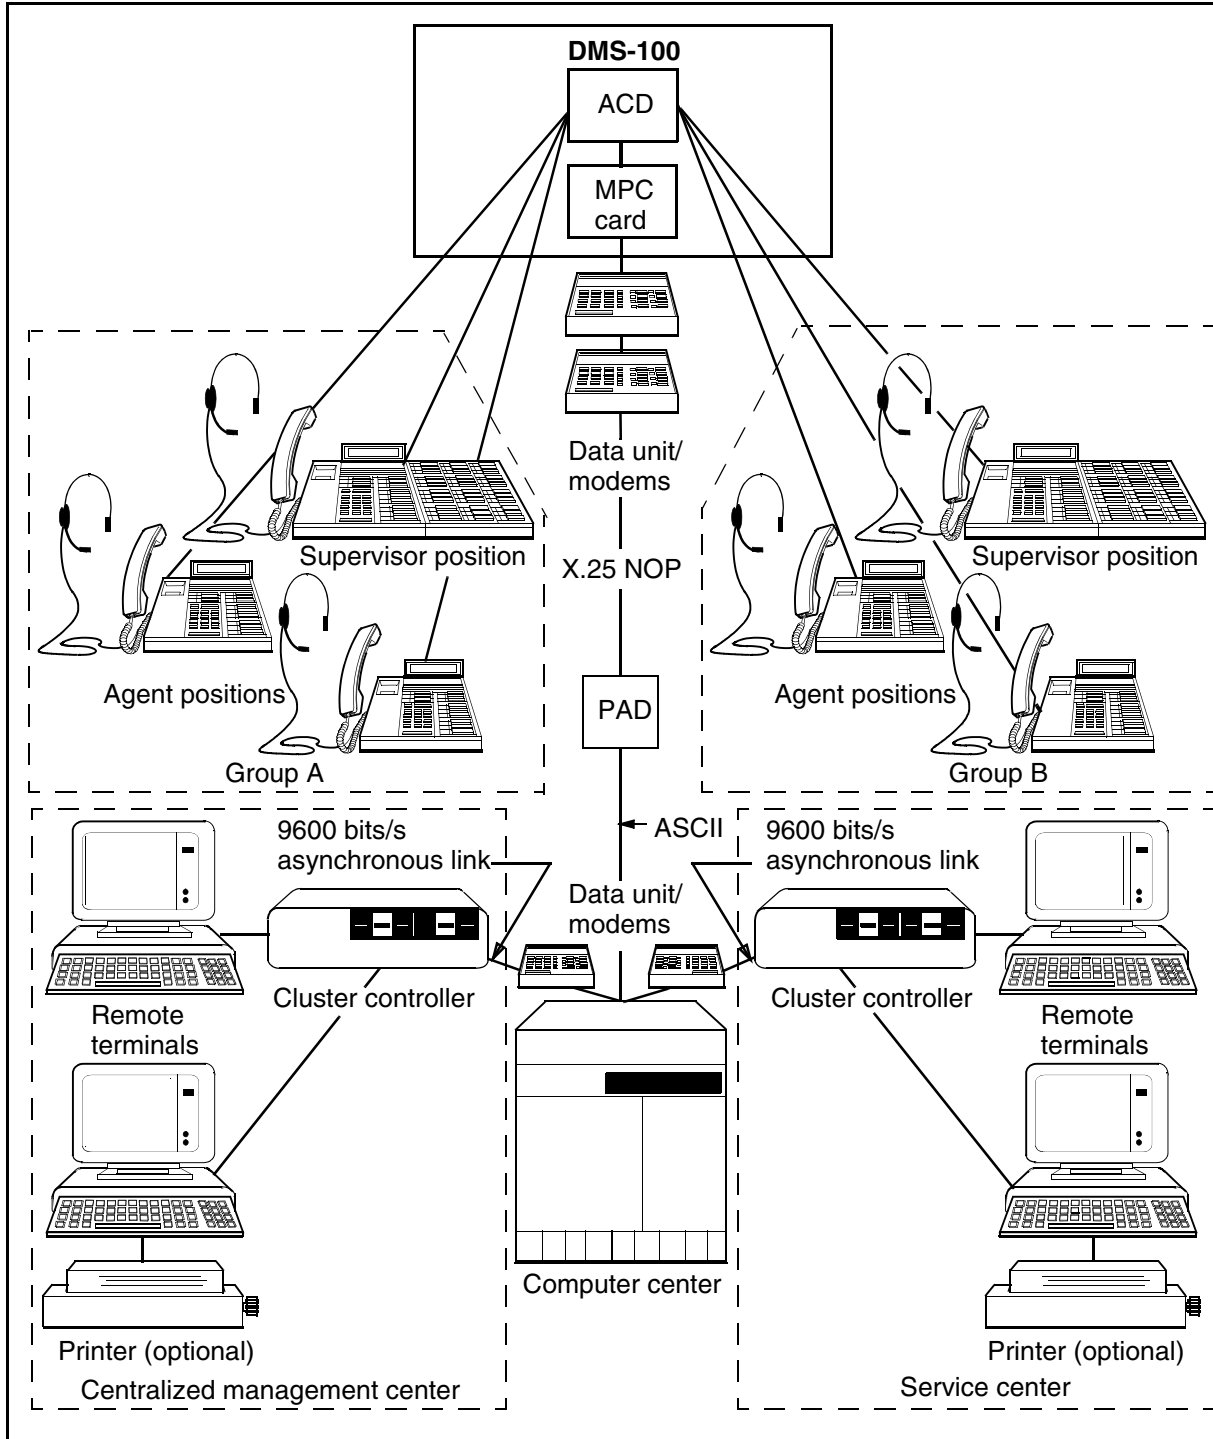 DMS-100
ACD
MPC
card
Data unit/
modems
Supervisor position
Supervisor position
X.25 NOP
Agent positions
Agent positions
PAD
Group A
Group B
9600 bits/s
asynchronous link
ASCII
9600 bits/s
asynchronous link
Data unit/
modems
Cluster controller
Cluster controller
Remote
terminals
Remote
terminals
Computer center
Printer (optional)
Printer (optional)
Centralized management center
Service center